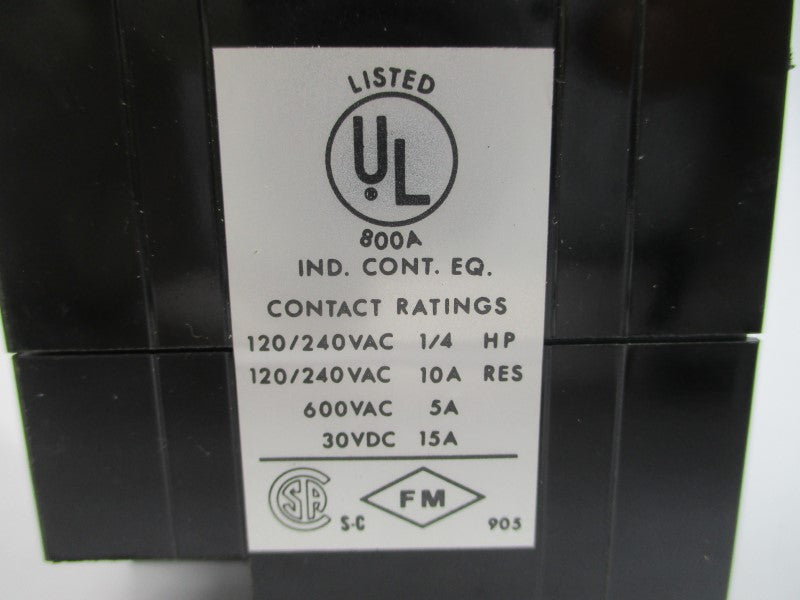 LISTED
UL
®
800A
IND. CONT. EQ.
CONTACT RATINGS
120/240VAC 1/4 HP
120/240VAC 10A RES
600VAC 5A
30VDC 15A
CSA S-C FM 905